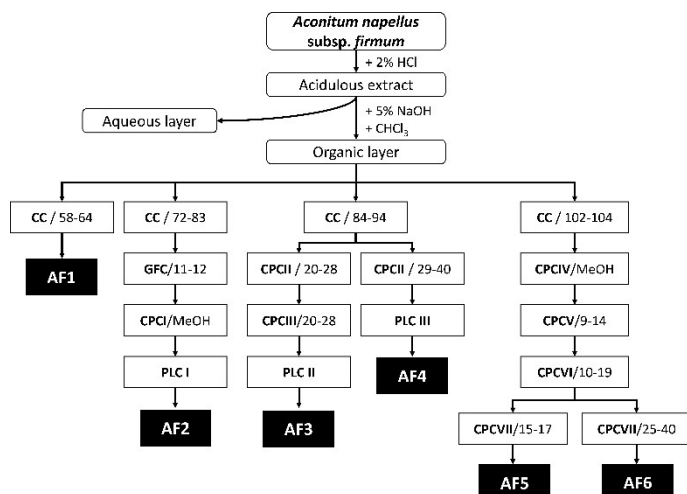 Aconitum napellus
subsp. firmum
+ 2% HCl
Acidulous extract
Aqueous layer
+ 5% NaOH
+ CHCl3
Organic layer
CC / 58-64
CC / 72-83
CC / 84-94
CC / 102-104
AF1
GFC/11-12
CPCII / 20-28
CPCII / 29-40
CPCIV/MeOH
CPCI/MeOH
CPCIII/20-28
PLC III
CPCV/9-14
PLC I
PLC II
AF4
CPCVI/10-19
AF2
AF3
CPCVII/15-17
CPCVII/25-40
AF5
AF6